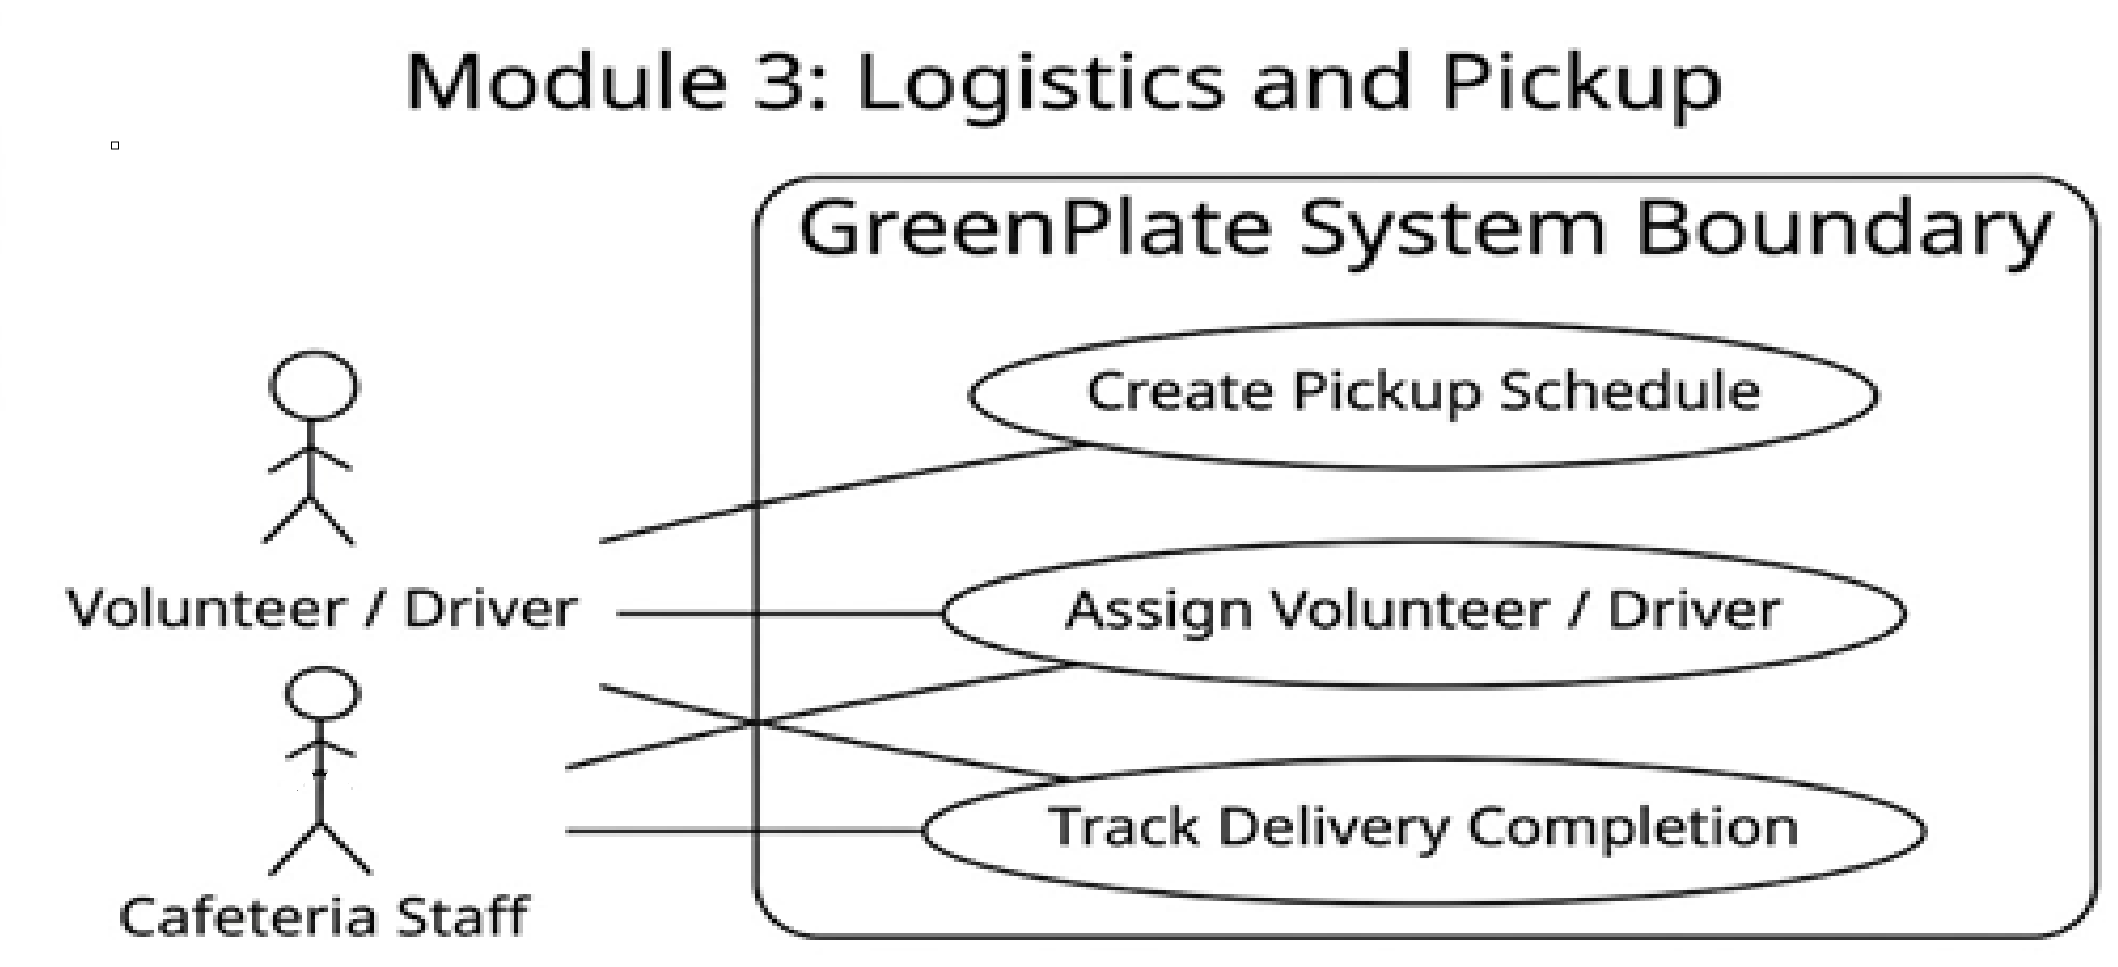 Module 3: Logistics and Pickup
GreenPlate System Boundary
Create Pickup Schedule
Volunteer / Driver
Assign Volunteer / Driver
Track Delivery Completion
Cafeteria Staff